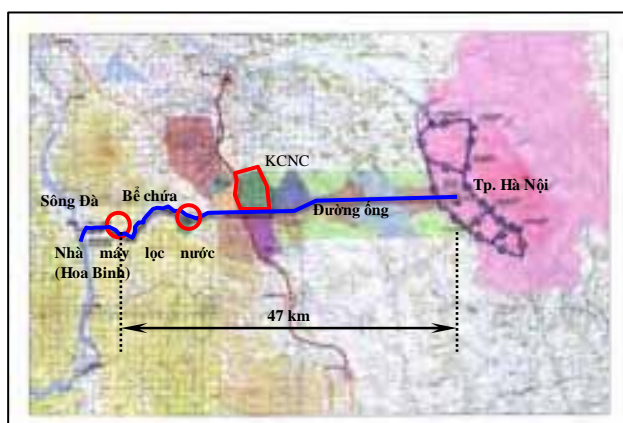 KCNC
Sông Đà
Bể chứa
Tp. Hà Nội
Đường ống
Nhà máy lọc nước
(Hoa Binh)
47 km